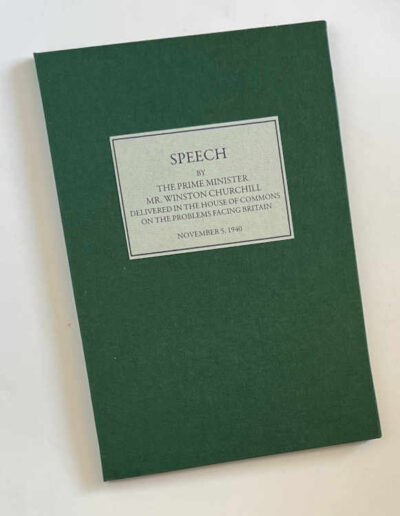 SPEECH
BY
THE PRIME MINISTER
MR. WINSTON CHURCHILL
DELIVERED IN THE HOUSE OF COMMONS
ON THE PROBLEMS FACING BRITAIN
NOVEMBER 5, 1940